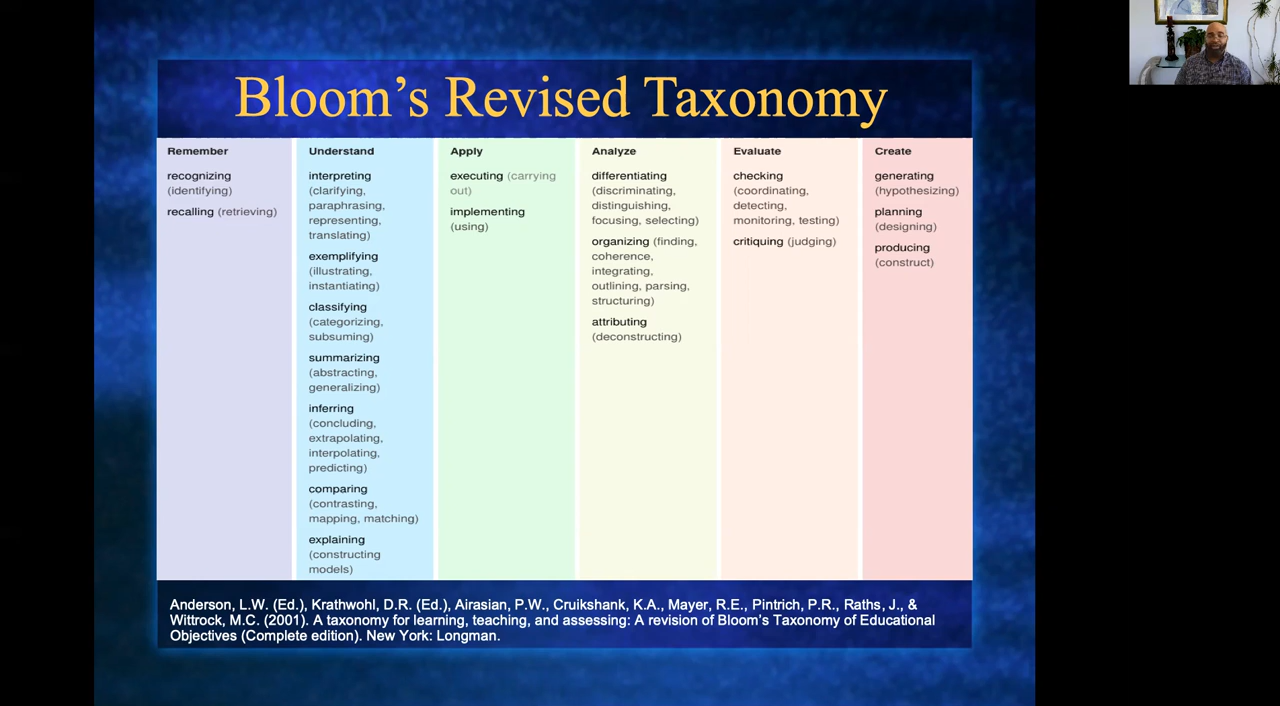 Bloom's Revised Taxonomy
Remember
recognizing
(identifying)
recalling (retrieving)
Understand
interpreting
(clarifying,
paraphrasing,
representing,
translating)
exemplifying
(illustrating,
instantiating)
classifying
(categorizing,
subsuming)
summarizing
(abstracting,
generalizing)
inferring
(concluding,
extrapolating,
interpolating,
predicting)
comparing
(contrasting,
mapping, matching)
explaining
(constructing
models)
Apply
executing (carrying
out)
implementing
(using)
Analyze
differentiating
(discriminating,
distinguishing,
focusing, selecting)
organizing (finding,
coherence,
integrating,
outlining, parsing,
structuring)
attributing
(deconstructing)
Evaluate
checking
(coordinating,
detecting,
monitoring, testing)
critiquing (judging)
Create
generating
(hypothesizing)
planning
(designing)
producing
(construct)
Anderson, L.W. (Ed.), Krathwohl, D.R. (Ed.), Airasian, P.W., Cruikshank, K.A., Mayer, R.E., Pintrich, P.R., Raths, J., &
Wittrock, M.C. (2001). A taxonomy for learning, teaching, and assessing: A revision of Bloom's Taxonomy of Educational
Objectives (Complete edition). New York: Longman.